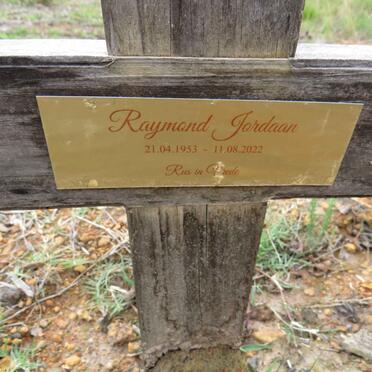 Raymond Jordaan
21.04.1953 - 11.08.2022
Rus in Vrede